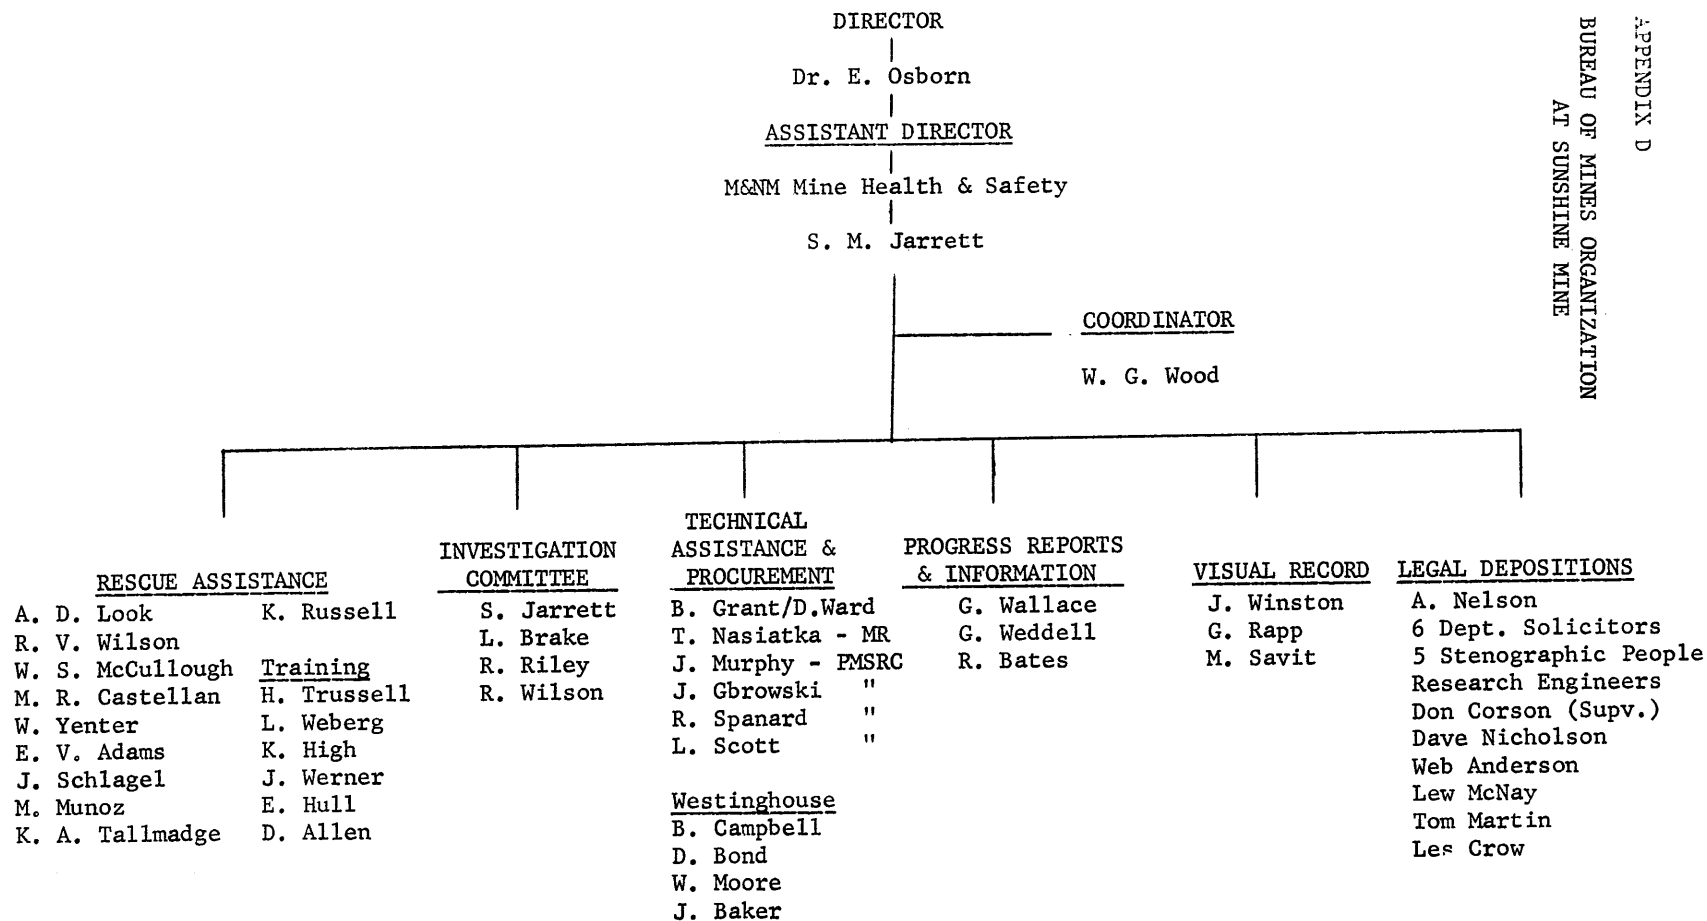 APPENDIX D
BUREAU OF MINES ORGANIZATION
AT SUNSHINE MINE
DIRECTOR
Dr. E. Osborn
ASSISTANT DIRECTOR
M&NM Mine Health & Safety
S. M. Jarrett
COORDINATOR
W. G. Wood
RESCUE ASSISTANCE
A. D. Look
R. V. Wilson
W. S. McCullough
M. R. Castellan
W. Yenter
E. V. Adams
J. Schlagel
M. Munoz
K. A. Tallmadge
K. Russell
Training
H. Trussell
L. Weberg
K. High
J. Werner
E. Hull
D. Allen
INVESTIGATION
COMMITTEE
S. Jarrett
L. Brake
R. Riley
R. Wilson
TECHNICAL
ASSISTANCE &
PROCUREMENT
B. Grant/D.Ward
T. Nasiatka - MR
J. Murphy - PMSRC
J. Gbrowski "
R. Spanard "
L. Scott "
Westinghouse
B. Campbell
D. Bond
W. Moore
J. Baker
PROGRESS REPORTS
& INFORMATION
G. Wallace
G. Weddell
R. Bates
VISUAL RECORD
J. Winston
G. Rapp
M. Savit
LEGAL DEPOSITIONS
A. Nelson
6 Dept. Solicitors
5 Stenographic People
Research Engineers
Don Corson (Supv.)
Dave Nicholson
Web Anderson
Lew McNay
Tom Martin
Les Crow